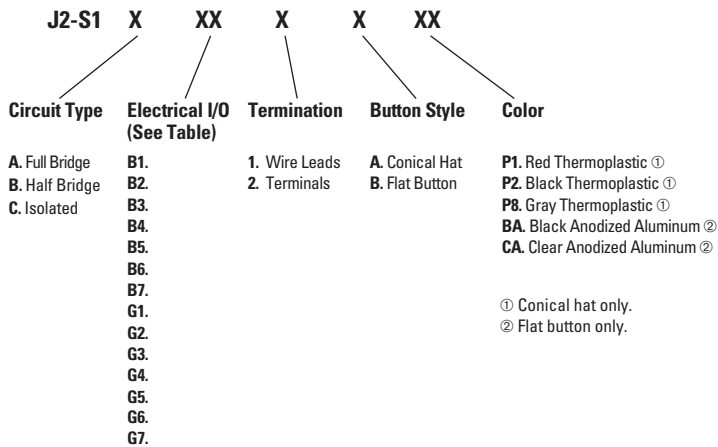 J2-S1 X XX X X XX
Circuit Type
A. Full Bridge
B. Half Bridge
C. Isolated
Electrical I/O
(See Table)
B1.
B2.
B3.
B4.
B5.
B6.
B7.
G1.
G2.
G3.
G4.
G5.
G6.
G7.
Termination
1. Wire Leads
2. Terminals
Button Style
A. Conical Hat
B. Flat Button
Color
P1. Red Thermoplastic ①
P2. Black Thermoplastic ①
P8. Gray Thermoplastic ①
BA. Black Anodized Aluminum ②
CA. Clear Anodized Aluminum ②
① Conical hat only.
② Flat button only.